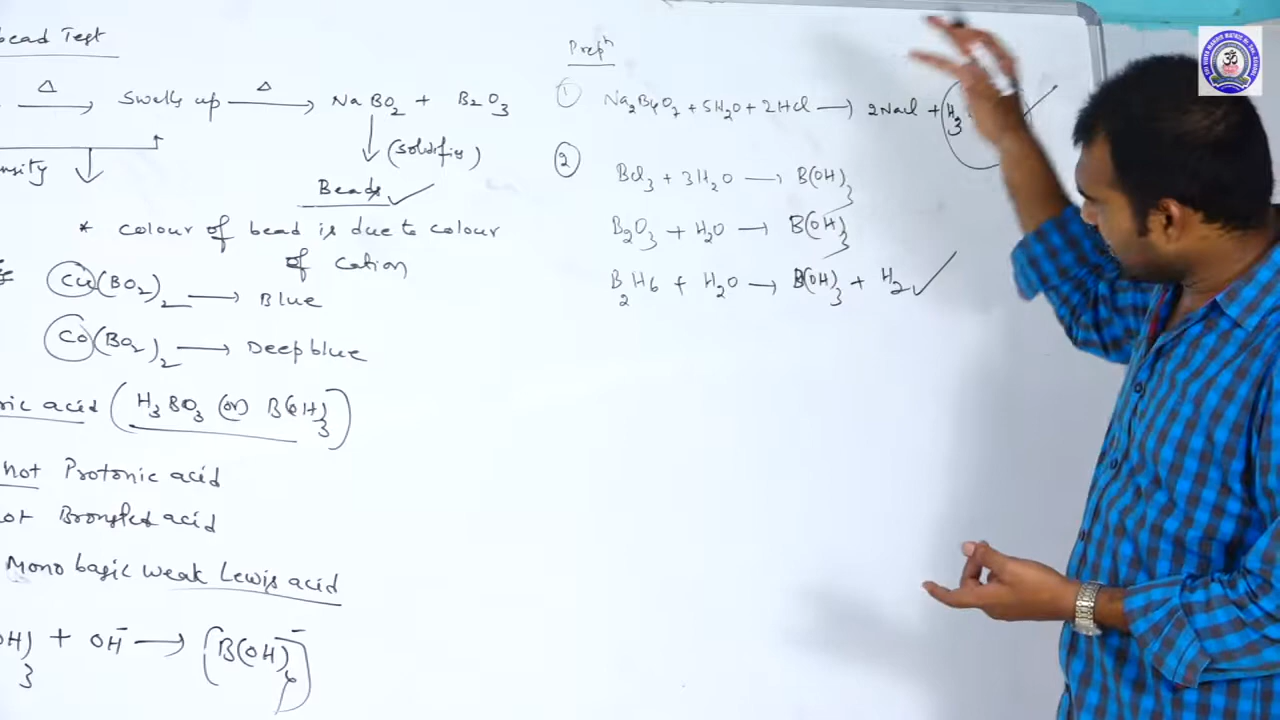 bead Test
Δ → Swells up Δ → NaBO₂ + B₂O₃
↓ (solidifies)
Beads ✓
* colour of bead is due to colour
of cation
Cu(BO₂)₂ → Blue
Co(BO₂)₂ → Deep blue
ric acid (H₃BO₃ (or) B(OH)₃)
not Protonic acid
ot Bronsted acid
Mono basic weak Lewis acid
OH)₃ + OH⁻ → (B(OH)₄)⁻
Prepⁿ
① Na₂B₄O₇ + 5H₂O + 2HCl → 2NaCl + H₃
② BCl₃ + 3H₂O → B(OH)₃
B₂O₃ + H₂O → B(OH)₃
B₂H₆ + H₂O → B(OH)₃ + H₂ ✓